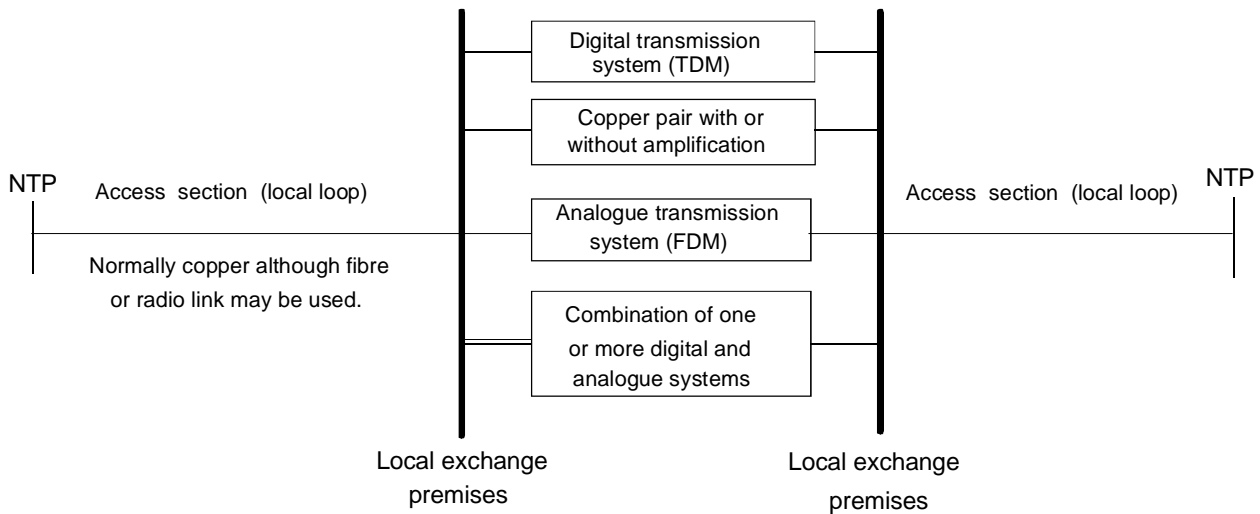 Digital transmission
system (TDM)
Copper pair with or
without amplification
NTP
Access section (local loop)
Analogue transmission
system (FDM)
Access section (local loop)
NTP
Normally copper although fibre
or radio link may be used.
Combination of one
or more digital and
analogue systems
Local exchange
premises
Local exchange
premises